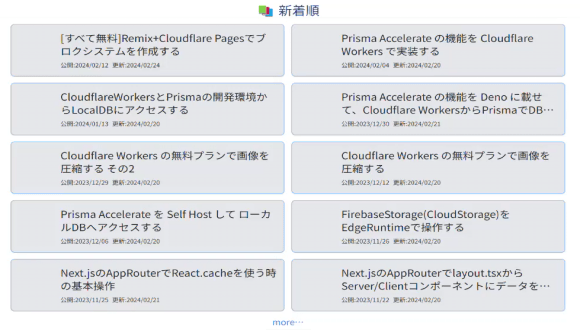 新着順
[すべて無料]Remix+Cloudflare Pagesでブ
ログシステムを作成する
公開:2024/02/12 更新:2024/02/24
Prisma Accelerate の機能を Cloudflare
Workers で実装する
公開:2024/02/04 更新:2024/02/20
CloudflareWorkersとPrismaの開発環境か
らLocalDBにアクセスする
公開:2024/01/13 更新:2024/02/20
Prisma Accelerate の機能を Deno に載せ
て、Cloudflare WorkersからPrismaでDB…
公開:2023/12/30 更新:2024/02/21
Cloudflare Workers の無料プランで画像を
圧縮する その2
公開:2023/12/29 更新:2024/02/20
Cloudflare Workers の無料プランで画像を
圧縮する
公開:2023/12/12 更新:2024/02/20
Prisma Accelerate を Self Host して ローカ
ルDBへアクセスする
公開:2023/12/06 更新:2024/02/20
FirebaseStorage(CloudStorage)を
EdgeRuntimeで操作する
公開:2023/11/26 更新:2024/02/20
Next.jsのAppRouterでReact.cacheを使う時
の基本操作
公開:2023/11/25 更新:2024/02/21
Next.jsのAppRouterでlayout.tsxから
Server/Clientコンポーネントにデータを…
公開:2023/11/22 更新:2024/02/20
more…